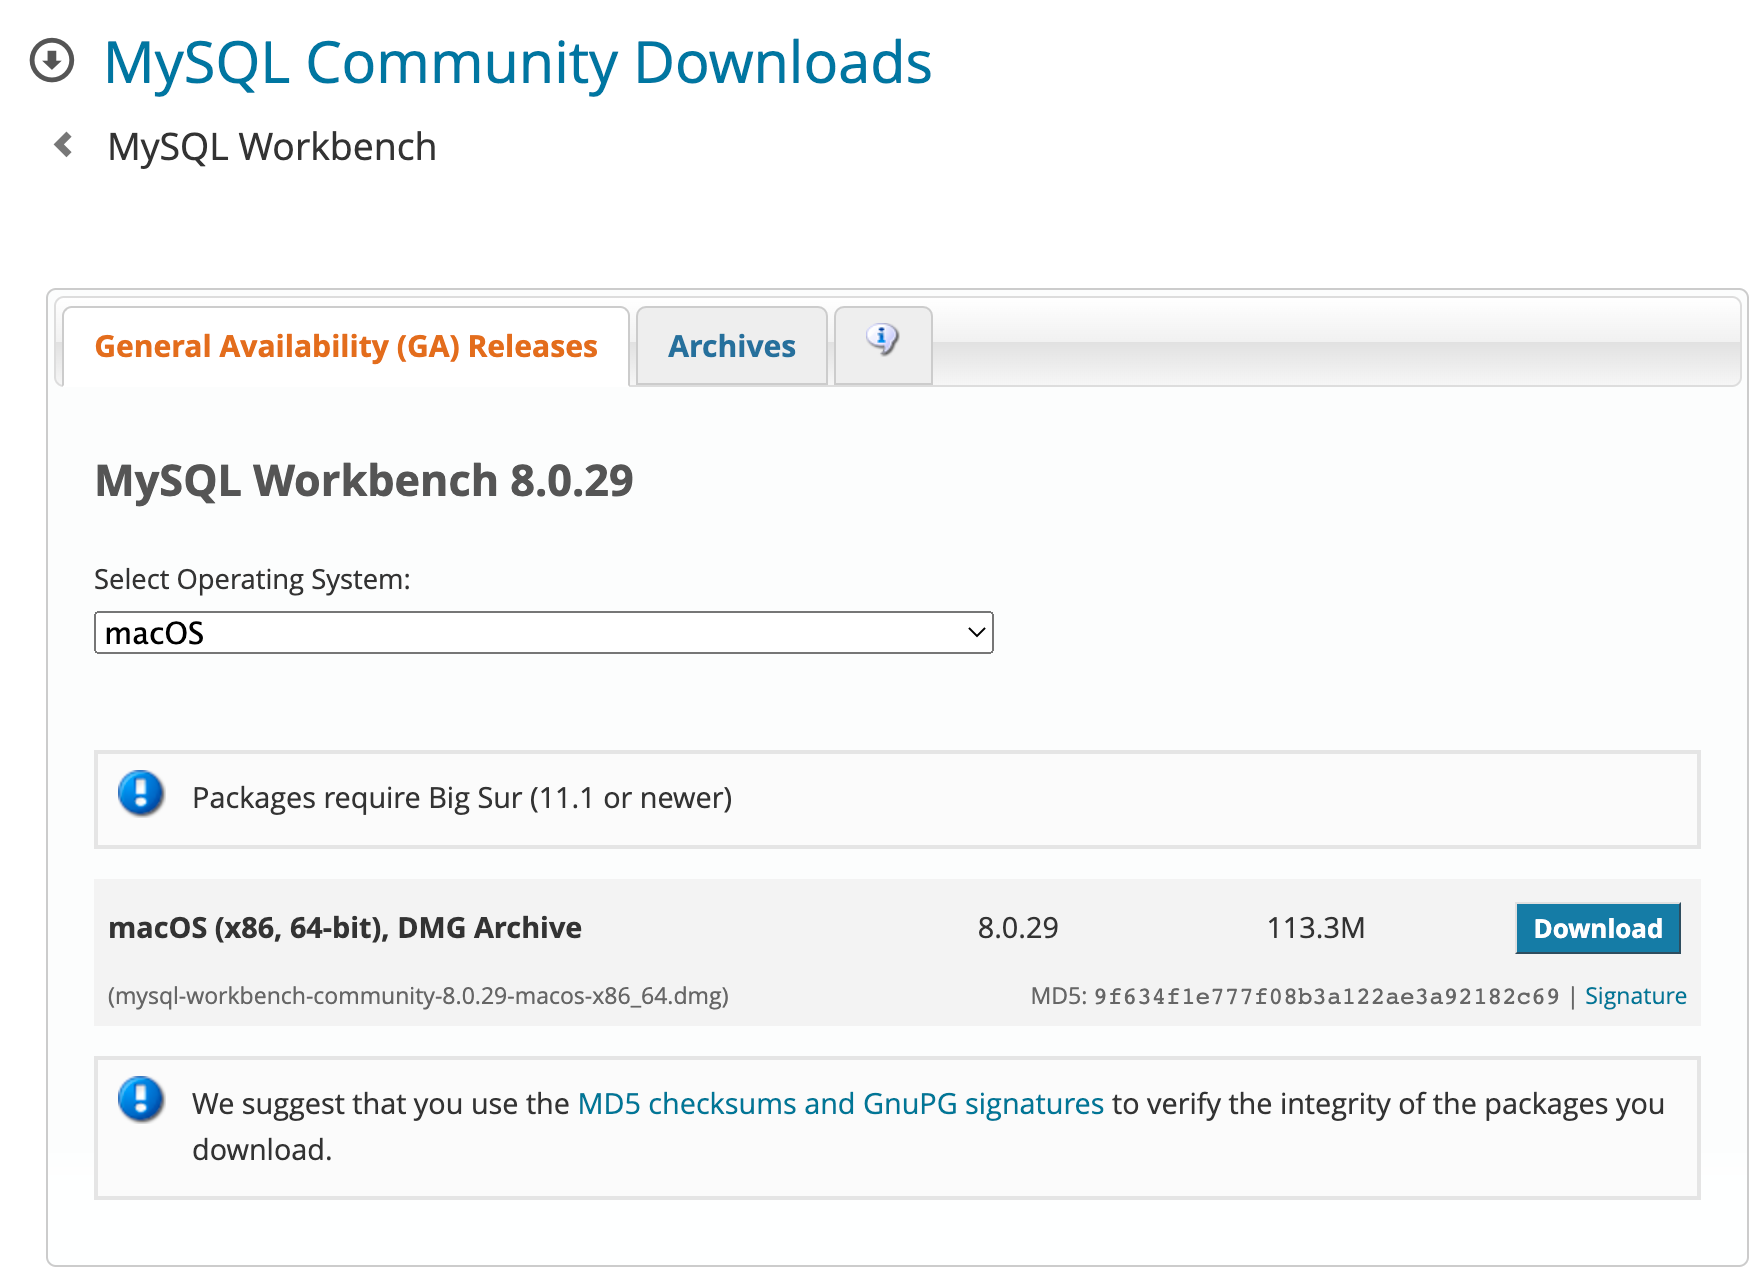 MySQL Community Downloads
MySQL Workbench
General Availability (GA) Releases
Archives
MySQL Workbench 8.0.29
Select Operating System:
macOS
Packages require Big Sur (11.1 or newer)
macOS (x86, 64-bit), DMG Archive 8.0.29 113.3M Download
(mysql-workbench-community-8.0.29-macos-x86_64.dmg) MD5: 9f634f1e777f08b3a122ae3a92182c69 | Signature
We suggest that you use the MD5 checksums and GnuPG signatures to verify the integrity of the packages you
download.